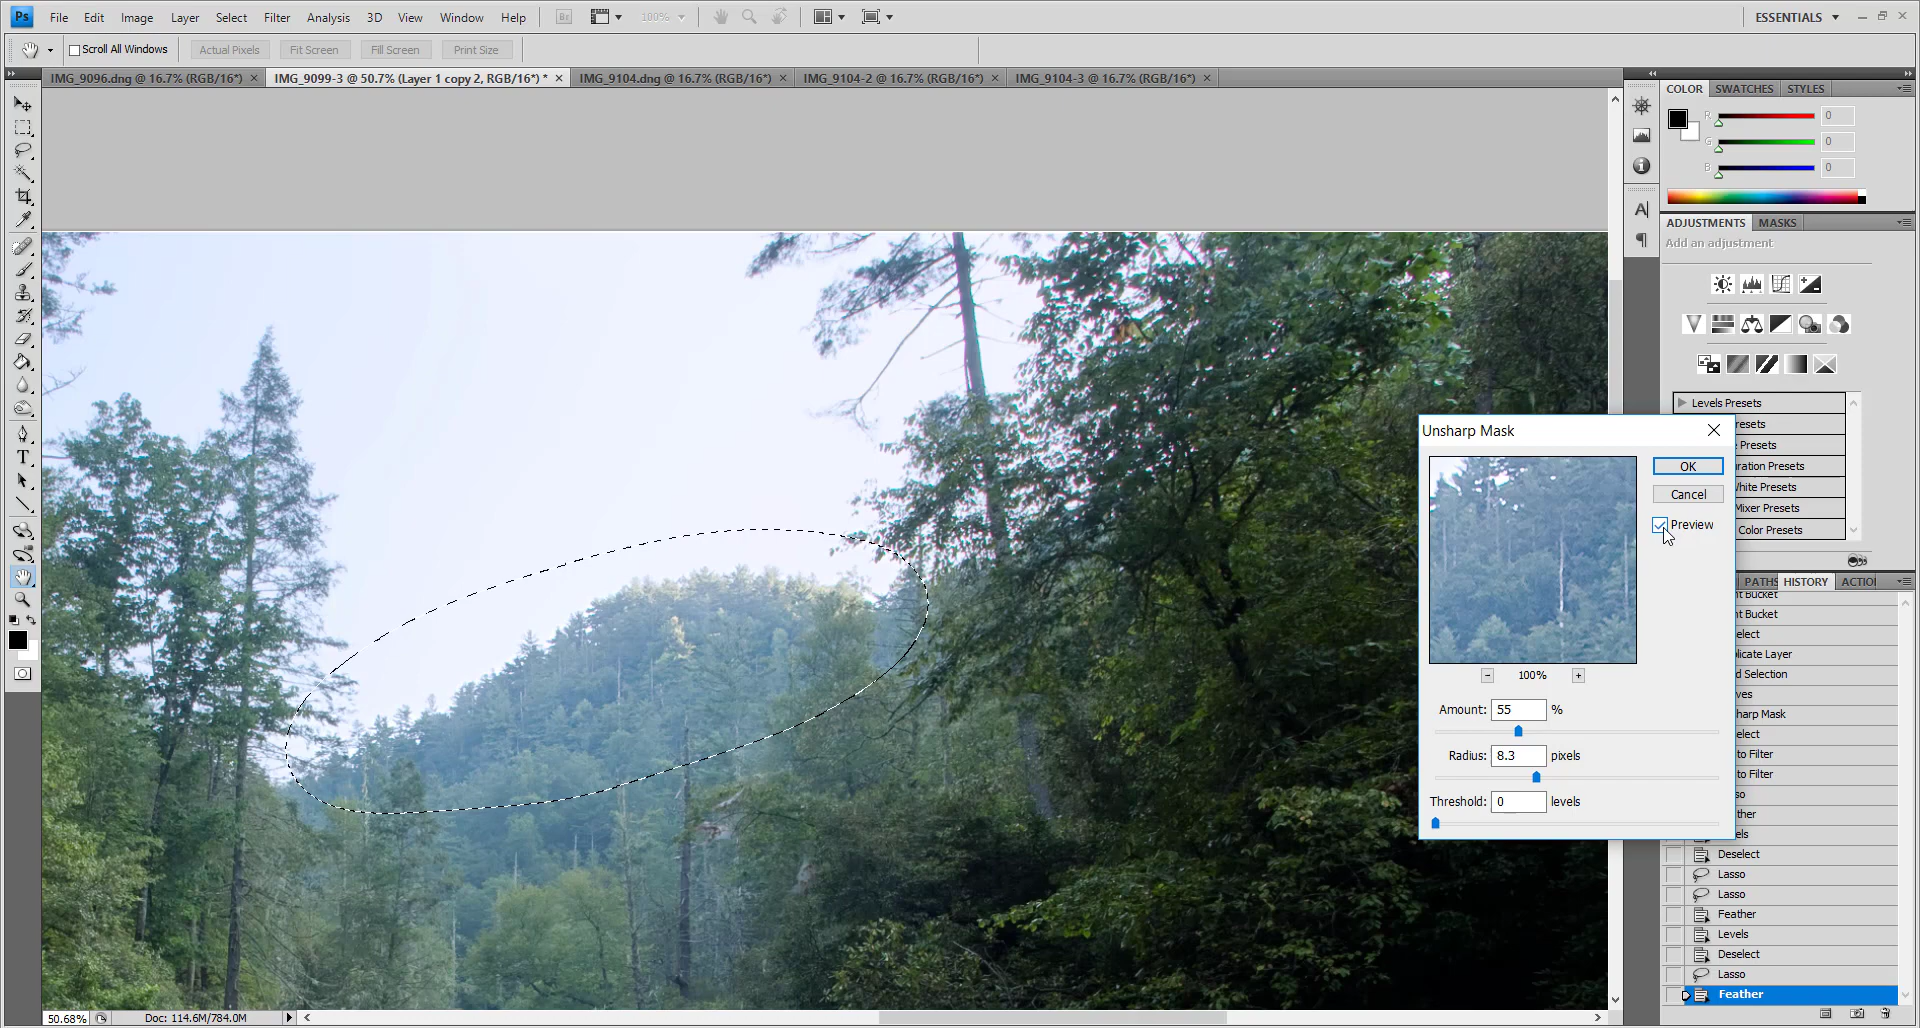 Ps File Edit Image Layer Select Filter Analysis 3D View Window Help Br 100% ESSENTIALS
Scroll All Windows Actual Pixels Fit Screen Fill Screen Print Size
IMG_9096.dng @ 16.7% (RGB/16*) × IMG_9099-3 @ 50.7% (Layer 1 copy 2, RGB/16*) * × IMG_9104.dng @ 16.7% (RGB/16*) × IMG_9104-2 @ 16.7% (RGB/16*) × IMG_9104-3 @ 16.7% (RGB/16*) ×
COLOR SWATCHES STYLES
R 0
G 0
B 0
ADJUSTMENTS MASKS
Add an adjustment
Levels Presets
resets
Presets
uration Presets
White Presets
Mixer Presets
Color Presets
Unsharp Mask
OK
Cancel
Preview
- 100% +
Amount: 55 %
Radius: 8.3 pixels
Threshold: 0 levels
PATHS HISTORY ACTIO
nt Bucket
nt Bucket
elect
licate Layer
d Selection
ves
harp Mask
elect
to Filter
to Filter
so
ther
els
Deselect
Lasso
Lasso
Feather
Levels
Deselect
Lasso
Feather
50.68% Doc: 114.6M/784.0M